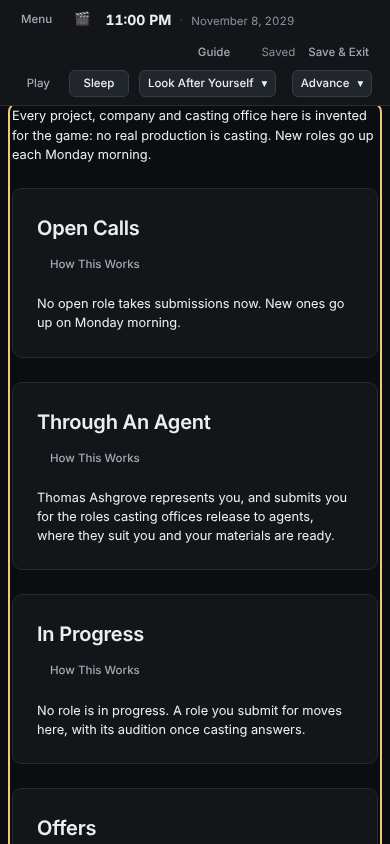 Menu 🎬 11:00 PM · November 8, 2029
Guide Saved Save & Exit
Play Sleep Look After Yourself ▾ Advance ▾
Every project, company and casting office here is invented
for the game: no real production is casting. New roles go up
each Monday morning.
Open Calls
How This Works
No open role takes submissions now. New ones go
up on Monday morning.
Through An Agent
How This Works
Thomas Ashgrove represents you, and submits you
for the roles casting offices release to agents,
where they suit you and your materials are ready.
In Progress
How This Works
No role is in progress. A role you submit for moves
here, with its audition once casting answers.
Offers